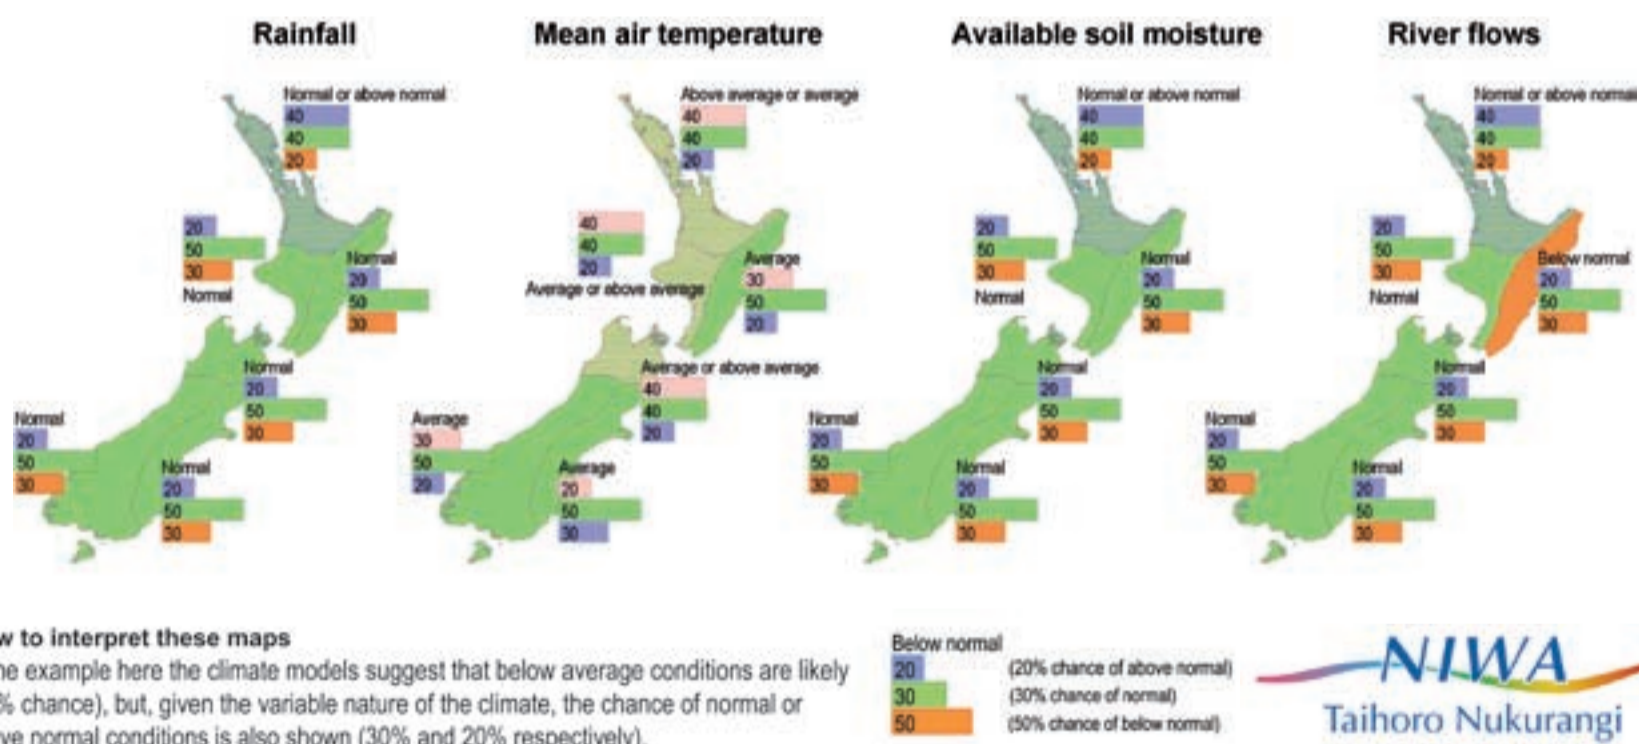 Rainfall
Normal or above normal
40
40
20
20
50
30
Normal
Normal
20
50
30
Normal
20
50
30
Normal
20
50
30
Normal
20
50
30
Mean air temperature
Above average or average
40
40
20
40
40
20
Average or above average
Average
30
50
20
Average or above average
40
40
20
Average
30
50
20
Average
20
50
30
Available soil moisture
Normal or above normal
40
40
20
20
50
30
Normal
Normal
20
50
30
Normal
20
50
30
Normal
20
50
30
Normal
20
50
30
River flows
Normal or above normal
40
40
20
20
50
30
Normal
Below normal
20
50
30
Normal
20
50
30
Normal
20
50
30
Normal
20
50
30
w to interpret these maps
ne example here the climate models suggest that below average conditions are likely
% chance), but, given the variable nature of the climate, the chance of normal or
ve normal conditions is also shown (30% and 20% respectively).
Below normal
20 (20% chance of above normal)
30 (30% chance of normal)
50 (50% chance of below normal)
NIWA
Taihoro Nukurangi